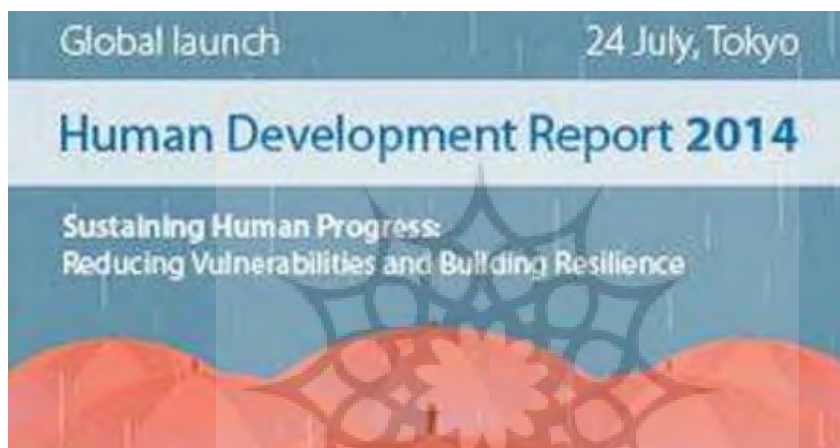 Global launch 24 July, Tokyo
Human Development Report 2014
Sustaining Human Progress:
Reducing Vulnerabilities and Building Resilience